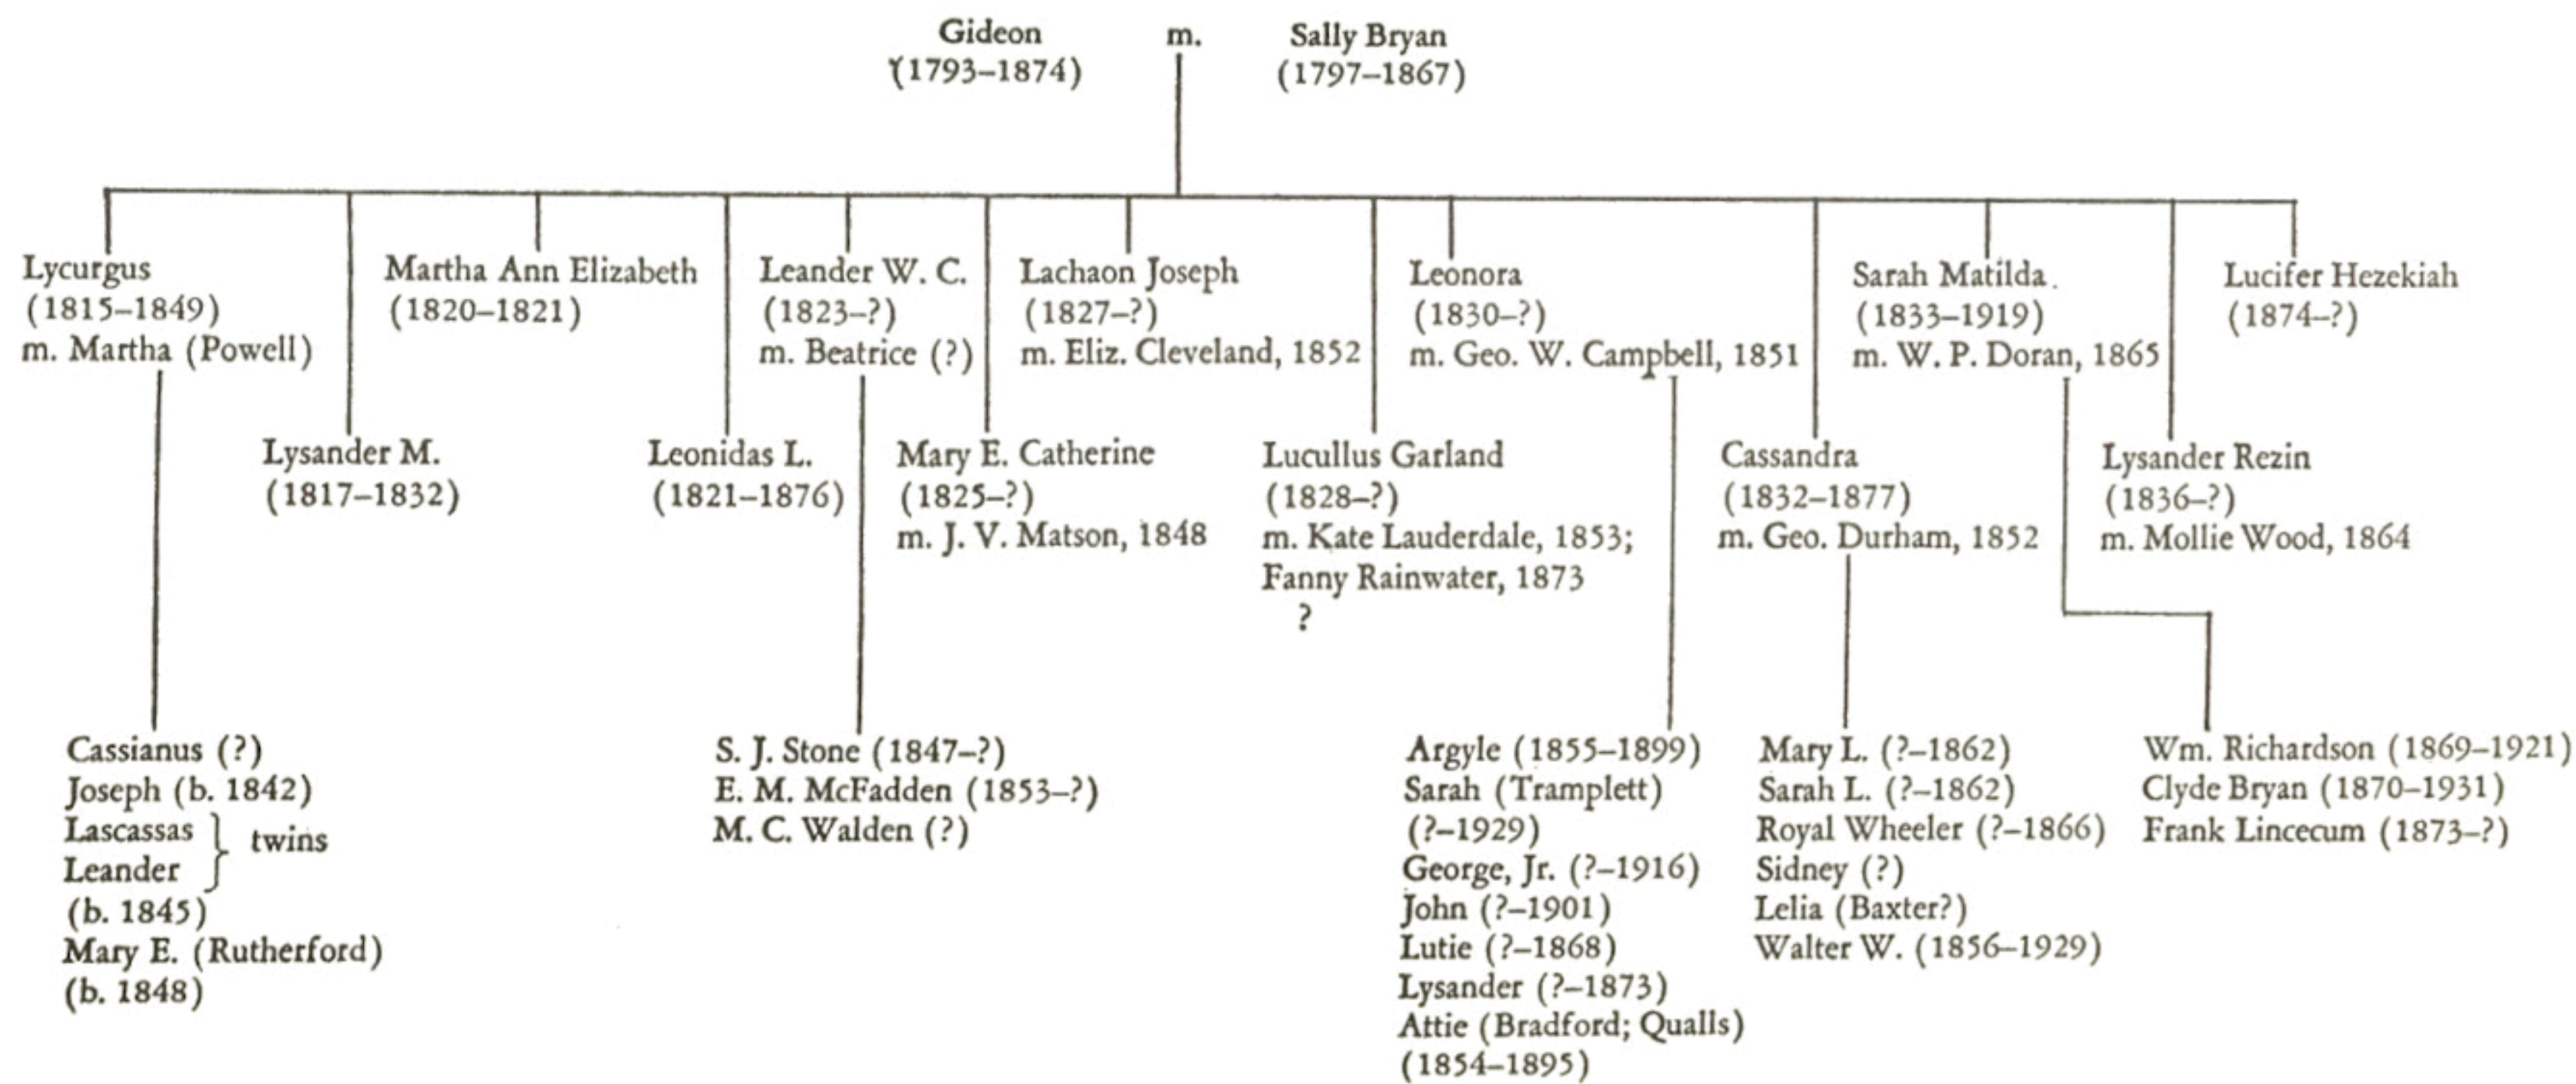 Gideon m. Sally Bryan
(1793–1874) (1797–1867)
Lycurgus
(1815–1849)
m. Martha (Powell)
Lysander M.
(1817–1832)
Martha Ann Elizabeth
(1820–1821)
Leonidas L.
(1821–1876)
Leander W. C.
(1823–?)
m. Beatrice (?)
Mary E. Catherine
(1825–?)
m. J. V. Matson, 1848
Lachaon Joseph
(1827–?)
m. Eliz. Cleveland, 1852
Lucullus Garland
(1828–?)
m. Kate Lauderdale, 1853;
Fanny Rainwater, 1873
?
Leonora
(1830–?)
m. Geo. W. Campbell, 1851
Cassandra
(1832–1877)
m. Geo. Durham, 1852
Sarah Matilda.
(1833–1919)
m. W. P. Doran, 1865
Lysander Rezin
(1836–?)
m. Mollie Wood, 1864
Lucifer Hezekiah
(1874–?)
Cassianus (?)
Joseph (b. 1842)
Lascassas
Leander
twins
(b. 1845)
Mary E. (Rutherford)
(b. 1848)
S. J. Stone (1847–?)
E. M. McFadden (1853–?)
M. C. Walden (?)
Argyle (1855–1899)
Sarah (Tramplett)
(?–1929)
George, Jr. (?–1916)
John (?–1901)
Lutie (?–1868)
Lysander (?–1873)
Attie (Bradford; Qualls)
(1854–1895)
Mary L. (?–1862)
Sarah L. (?–1862)
Royal Wheeler (?–1866)
Sidney (?)
Lelia (Baxter?)
Walter W. (1856–1929)
Wm. Richardson (1869–1921)
Clyde Bryan (1870–1931)
Frank Lincecum (1873–?)